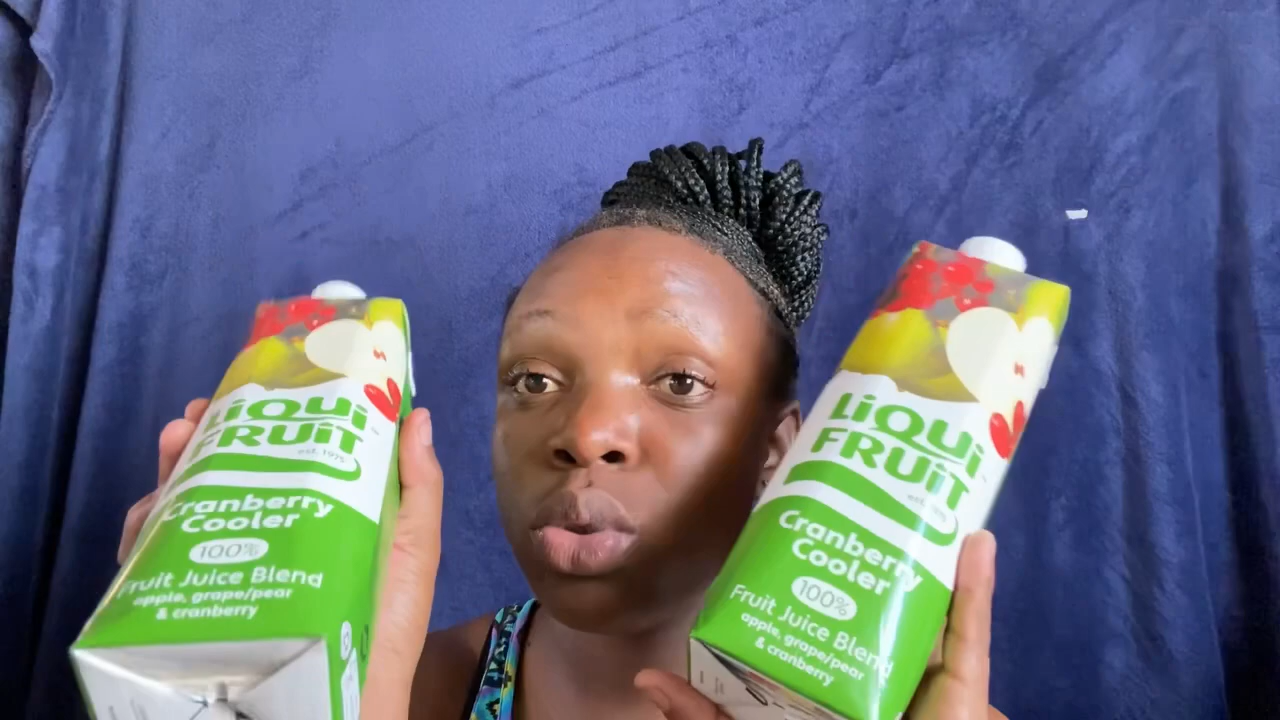 LiQUi
FRUiT
est. 1975
Cranberry
Cooler
100%
Fruit Juice Blend
apple, grape/pear
& cranberry
LiQUi
FRUiT
Cranberry
Cooler
100%
Fruit Juice Blend
apple, grape/pear
& cranberry